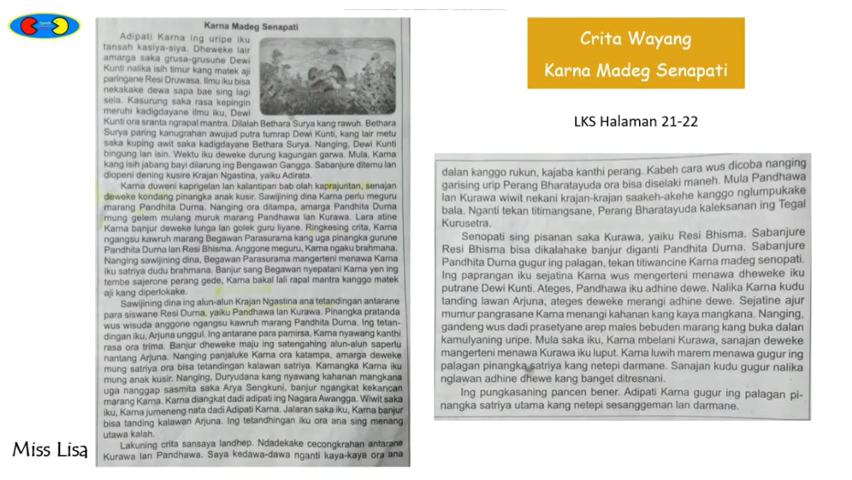 Karna Madeg Senapati
Adipati Karna ing uripe iku
tansah kasiya-siya. Dheweke lair
amarga saka grusa-grusune Dewi
Kunti nalika isih timur kang matek aji
paringane Resi Druwasa. Ilmu iku bisa
nekakake dewa sapa bae sing lagi
sela. Kasurung saka rasa kepingin
meruhi kadigdayane ilmu iku, Dewi
Kunti ora sranta ngrapal mantra. Dilalah Bethara Surya kang rawuh. Bethara
Surya paring kanugrahan awujud putra tumrap Dewi Kunti, kang lair metu
saka kuping awit saka kadigdayane Bethara Surya. Nanging, Dewi Kunti
bingung lan isin. Wektu iku deweke durung kagungan garwa. Mula, Karna
kang isih jabang bayi dilarung ing Bengawan Gangga. Sabanjure ditemu lan
diopeni dening kusire Krajan Ngastina, yaiku Adirata.
Karna duweni kaprigelan lan kalantipan bab olah kaprajuritan, senajan
deweke kondang pinangka anak kusir. Sawijining dina Karna perlu meguru
marang Pandhita Durna. Nanging ora ditampa, amarga Pandhita Durna
mung gelem mulang muruk marang Pandhawa lan Kurawa. Lara atine
Karna banjur deweke lunga lan golek guru liyane. Ringkesing crita, Karna
ngangsu kawruh marang Begawan Parasurama kang uga pinangka gurune
Pandhita Durna lan Resi Bhisma. Anggone meguru, Karna ngaku brahmana.
Nanging sawijining dina, Begawan Parasurama mangerteni menawa Karna
iku satriya dudu brahmana. Banjur sang Begawan nyepatani Karna yen ing
tembe sajerone perang gede, Karna bakal lali rapal mantra kanggo matek
aji kang diperlokake.
Sawijining dina ing alun-alun Krajan Ngastina ana tetandingan antarane
para siswane Resi Durna, yaiku Pandhawa lan Kurawa. Pinangka pratanda
wus wisuda anggone ngangsu kawruh marang Pandhita Durna. Ing tetan-
dingan iku, Arjuna unggul. Ing antarane para pamirsa, Karna nyawang kanthi
rasa ora trima. Banjur dheweke maju ing satengahing alun-alun saperlu
nantang Arjuna. Nanging panjaluke Karna ora katampa, amarga deweke
mung satriya ora bisa tetandingan kalawan satriya. Kamangka Karna iku
mung anak kusir. Nanging, Duryudana kang nyawang kahanan mangkana
uga nanggap sasmita saka Arya Sengkuni, banjur ngangkat kekancan
marang Karna. Karna diangkat dadi adipati ing Nagara Awangga. Wiwit saka
iku, Karna jumeneng nata dadi Adipati Karna. Jalaran saka iku, Karna banjur
bisa tanding kalawan Arjuna. Ing tetandhingan iku ora ana sing menang
utawa kalah.
Lakuning crita sansaya landhep. Ndadekake cecongkrahan antarane
Kurawa lan Pandhawa. Saya kedawa-dawa nganti kaya-kaya ora ana
Miss Lisa
Crita Wayang
Karna Madeg Senapati
LKS Halaman 21-22
dalan kanggo rukun, kajaba kanthi perang. Kabeh cara wus dicoba nanging
garising urip Perang Bharatayuda ora bisa diselaki maneh. Mula Pandhawa
lan Kurawa wiwit nekani krajan-krajan saakeh-akehe kanggo nglumpukake
bala. Nganti tekan titimangsane, Perang Bharatayuda kaleksanan ing Tegal
Kurusetra.
Senopati sing pisanan saka Kurawa, yaiku Resi Bhisma. Sabanjure
Resi Bhisma bisa dikalahake banjur diganti Pandhita Durna. Sabanjure
Pandhita Durna gugur ing palagan, tekan titiwancine Karna madeg senopati.
Ing papranganing iku sejatina Karna wus mengerteni menawa dheweke iku
putrane Dewi Kunti. Ateges, Pandhawa iku adhine dewe. Nalika Karna kudu
tanding lawan Arjuna, ateges deweke merangi adhine dewe. Sejatine ajur
mumur pangrasane Karna menangi kahanan kang kaya mangkana. Nanging,
gandeng wus dadi prasetyane arep males bebuden marang kang buka dalan
kamulyaning uripe. Mula saka iku, Karna mbelani Kurawa, sanajan deweke
mangerteni menawa Kurawa iku luput. Karna luwih marem menawa gugur ing
palagan pinangka satriya kang netepi darmane. Sanajan kudu gugur nalika
nglawan adhine dhewe kang banget ditresnani.
Ing pungkasaning pancen bener. Adipati Karna gugur ing palagan pi-
nangka satriya utama kang netepi sesanggeman lan darmane.